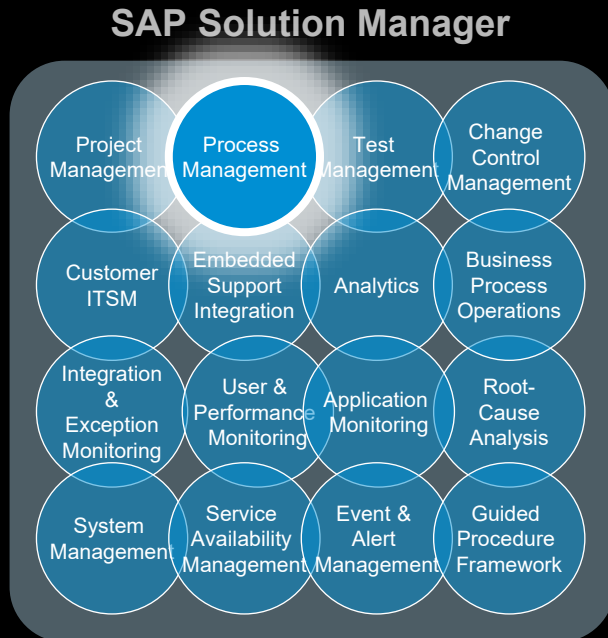 SAP Solution Manager
Project
Management
Process
Management
Test
Management
Change
Control
Management
Customer
ITSM
Embedded
Support
Integration
Analytics
Business
Process
Operations
Integration
&
Exception
Monitoring
User &
Performance
Monitoring
Application
Monitoring
Root-
Cause
Analysis
System
Management
Service
Availability
Management
Event &
Alert
Management
Guided
Procedure
Framework